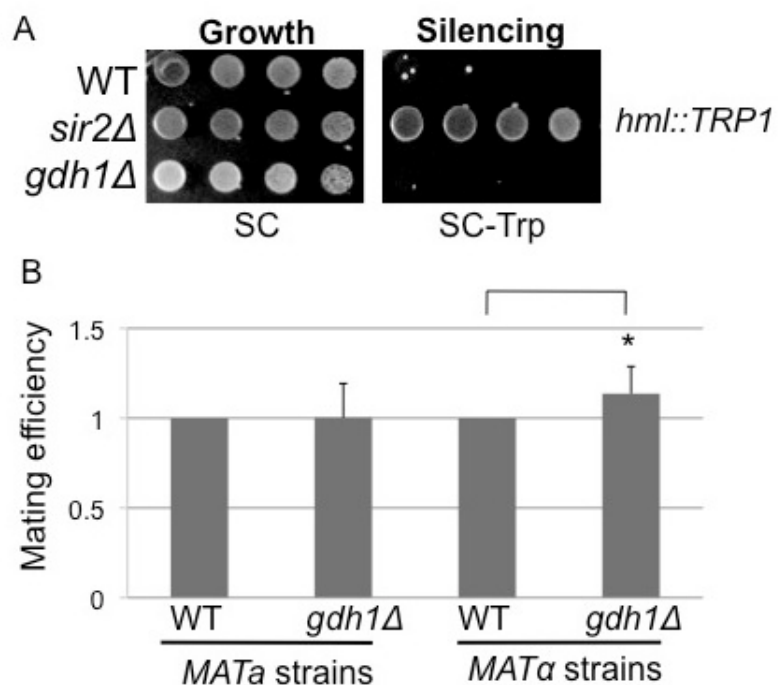 A
Growth Silencing
WT
sir2Δ
gdh1Δ
hml::TRP1
SC SC-Trp
B
Mating efficiency
1.5
1
0.5
0
*
WT gdh1Δ WT gdh1Δ
MATa strains MATα strains